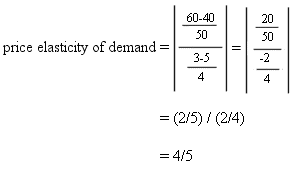 price elasticity of demand = | ((60-40)/50) / ((3-5)/4) | = | (20/50) / (-2/4) |
= (2/5) / (2/4)
= 4/5